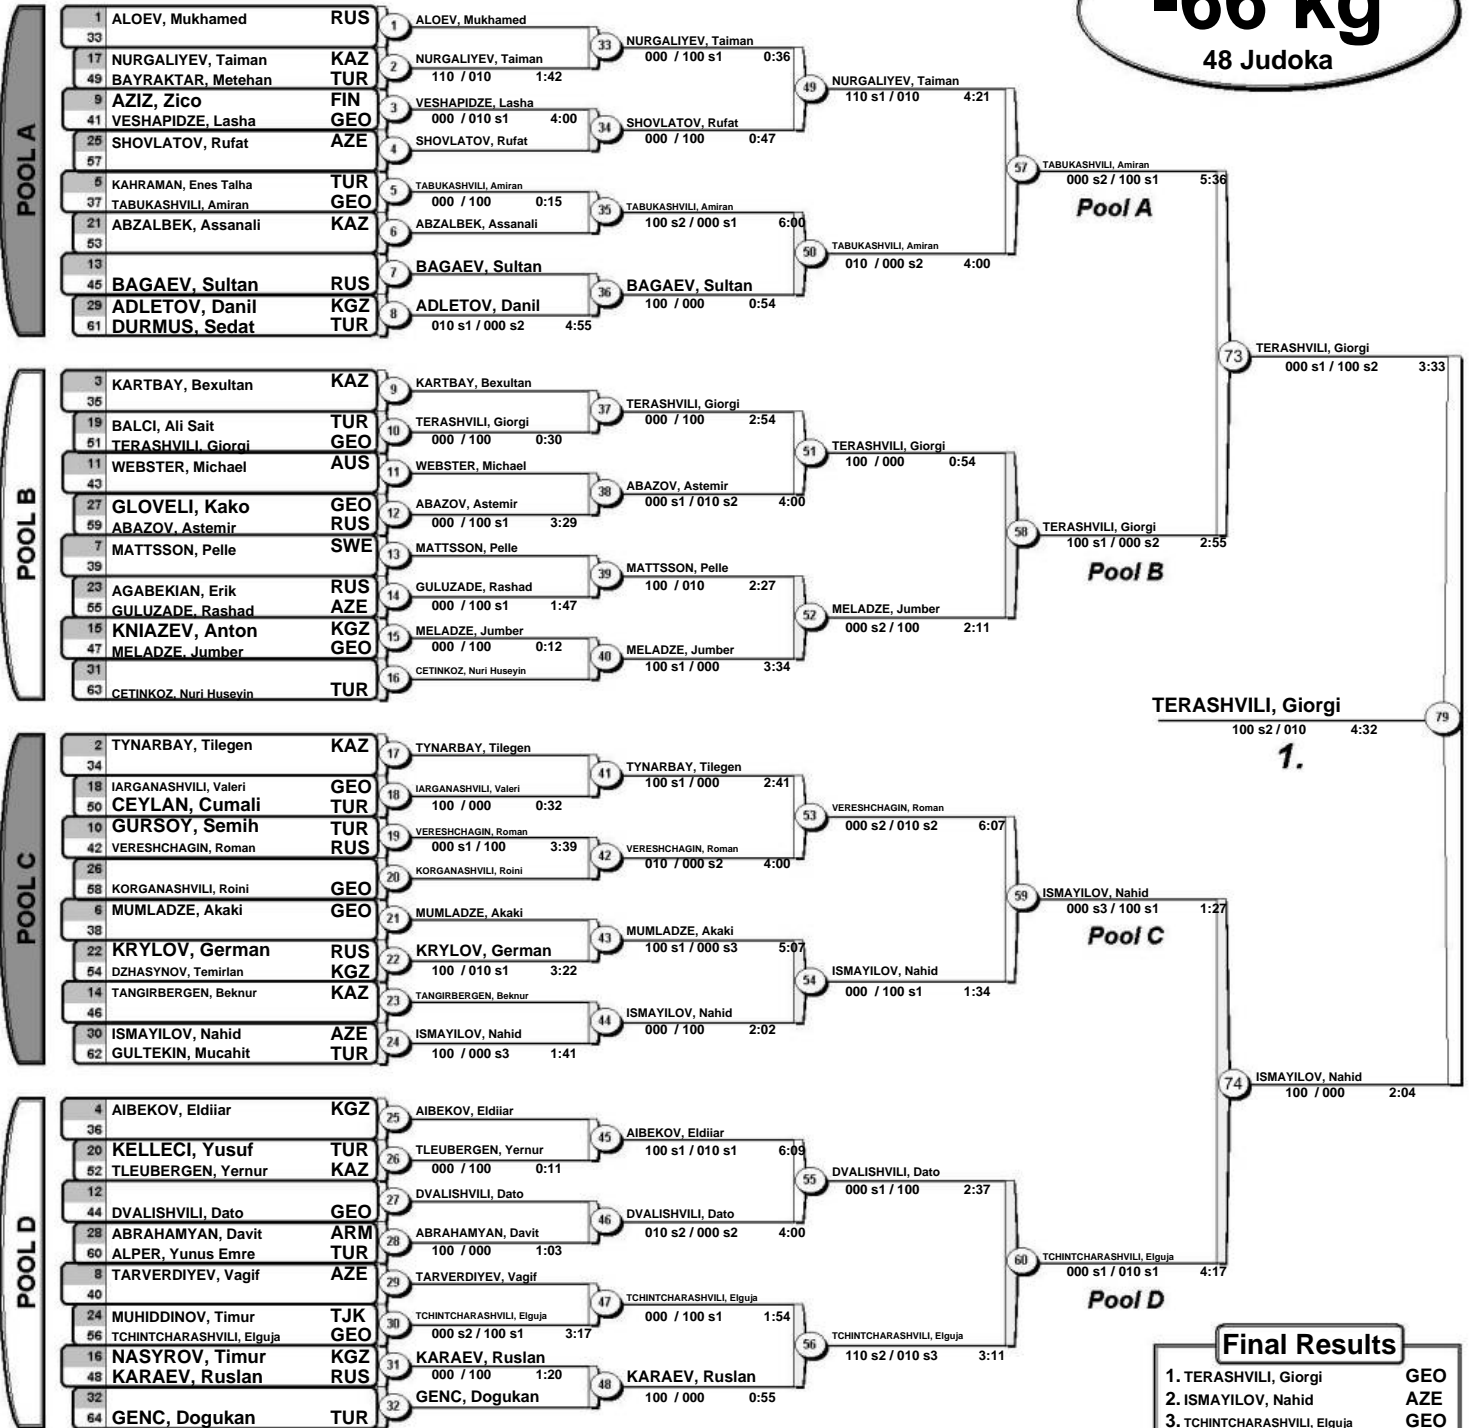 -66 kg
48 Judoka
POOL A
1 ALOEV, Mukhamed RUS
33
17 NURGALIYEV, Taiman KAZ
49 BAYRAKTAR, Metehan TUR
9 AZIZ, Zico FIN
41 VESHAPIDZE, Lasha GEO
25 SHOVLATOV, Rufat AZE
57
5 KAHRAMAN, Enes Talha TUR
37 TABUKASHVILI, Amiran GEO
21 ABZALBEK, Assanali KAZ
53
13
45 BAGAEV, Sultan RUS
29 ADLETOV, Danil KGZ
61 DURMUS, Sedat TUR
1 ALOEV, Mukhamed
2 NURGALIYEV, Taiman
110 / 010 1:42
3 VESHAPIDZE, Lasha
000 / 010 s1 4:00
4 SHOVLATOV, Rufat
5 TABUKASHVILI, Amiran
000 / 100 0:15
6 ABZALBEK, Assanali
7 BAGAEV, Sultan
8 ADLETOV, Danil
010 s1 / 000 s2 4:55
33 NURGALIYEV, Taiman
000 / 100 s1 0:36
34 SHOVLATOV, Rufat
000 / 100 0:47
35 TABUKASHVILI, Amiran
100 s2 / 000 s1 6:00
36 BAGAEV, Sultan
100 / 000 0:54
49 NURGALIYEV, Taiman
110 s1 / 010 4:21
50 TABUKASHVILI, Amiran
010 / 000 s2 4:00
57 TABUKASHVILI, Amiran
000 s2 / 100 s1 5:36
Pool A
POOL B
3 KARTBAY, Bexultan KAZ
35
19 BALCI, Ali Sait TUR
51 TERASHVILI, Giorgi GEO
11 WEBSTER, Michael AUS
43
27 GLOVELI, Kako GEO
59 ABAZOV, Astemir RUS
7 MATTSSON, Pelle SWE
39
23 AGABEKIAN, Erik RUS
55 GULUZADE, Rashad AZE
15 KNIAZEV, Anton KGZ
47 MELADZE, Jumber GEO
31
63 CETINKOZ, Nuri Huseyin TUR
9 KARTBAY, Bexultan
10 TERASHVILI, Giorgi
000 / 100 0:30
11 WEBSTER, Michael
12 ABAZOV, Astemir
000 / 100 s1 3:29
13 MATTSSON, Pelle
14 GULUZADE, Rashad
000 / 100 s1 1:47
15 MELADZE, Jumber
000 / 100 0:12
16 CETINKOZ, Nuri Huseyin
37 TERASHVILI, Giorgi
000 / 100 2:54
38 ABAZOV, Astemir
000 s1 / 010 s2 4:00
39 MATTSSON, Pelle
100 / 010 2:27
40 MELADZE, Jumber
100 s1 / 000 3:34
51 TERASHVILI, Giorgi
100 / 000 0:54
52 MELADZE, Jumber
000 s2 / 100 2:11
58 TERASHVILI, Giorgi
100 s1 / 000 s2 2:55
Pool B
73 TERASHVILI, Giorgi
000 s1 / 100 s2 3:33
POOL C
2 TYNARBAY, Tilegen KAZ
34
18 IARGANASHVILI, Valeri GEO
50 CEYLAN, Cumali TUR
10 GURSOY, Semih TUR
42 VERESHCHAGIN, Roman RUS
26
58 KORGANASHVILI, Roini GEO
6 MUMLADZE, Akaki GEO
38
22 KRYLOV, German RUS
54 DZHASYNOV, Temirlan KGZ
14 TANGIRBERGEN, Beknur KAZ
46
30 ISMAYILOV, Nahid AZE
62 GULTEKIN, Mucahit TUR
17 TYNARBAY, Tilegen
18 IARGANASHVILI, Valeri
100 / 000 0:32
19 VERESHCHAGIN, Roman
000 s1 / 100 3:39
20 KORGANASHVILI, Roini
21 MUMLADZE, Akaki
22 KRYLOV, German
100 / 010 s1 3:22
23 TANGIRBERGEN, Beknur
24 ISMAYILOV, Nahid
100 / 000 s3 1:41
41 TYNARBAY, Tilegen
100 s1 / 000 2:41
42 VERESHCHAGIN, Roman
010 / 000 s2 4:00
43 MUMLADZE, Akaki
100 s1 / 000 s3 5:07
44 ISMAYILOV, Nahid
000 / 100 2:02
53 VERESHCHAGIN, Roman
000 s2 / 010 s2 6:07
54 ISMAYILOV, Nahid
000 / 100 s1 1:34
59 ISMAYILOV, Nahid
000 s3 / 100 s1 1:27
Pool C
TERASHVILI, Giorgi 79
100 s2 / 010 4:32
1.
POOL D
4 AIBEKOV, Eldiiar KGZ
36
20 KELLECI, Yusuf TUR
52 TLEUBERGEN, Yernur KAZ
12
44 DVALISHVILI, Dato GEO
28 ABRAHAMYAN, Davit ARM
60 ALPER, Yunus Emre TUR
8 TARVERDIYEV, Vagif AZE
40
24 MUHIDDINOV, Timur TJK
56 TCHINTCHARASHVILI, Elguja GEO
16 NASYROV, Timur KGZ
48 KARAEV, Ruslan RUS
32
64 GENC, Dogukan TUR
25 AIBEKOV, Eldiiar
26 TLEUBERGEN, Yernur
000 / 100 0:11
27 DVALISHVILI, Dato
28 ABRAHAMYAN, Davit
100 / 000 1:03
29 TARVERDIYEV, Vagif
30 TCHINTCHARASHVILI, Elguja
000 s2 / 100 s1 3:17
31 KARAEV, Ruslan
000 / 100 1:20
32 GENC, Dogukan
45 AIBEKOV, Eldiiar
100 s1 / 010 s1 6:09
46 DVALISHVILI, Dato
010 s2 / 000 s2 4:00
47 TCHINTCHARASHVILI, Elguja
000 / 100 s1 1:54
48 KARAEV, Ruslan
100 / 000 0:55
55 DVALISHVILI, Dato
000 s1 / 100 2:37
56 TCHINTCHARASHVILI, Elguja
110 s2 / 010 s3 3:11
60 TCHINTCHARASHVILI, Elguja
000 s1 / 010 s1 4:17
Pool D
74 ISMAYILOV, Nahid
100 / 000 2:04
Final Results
1. TERASHVILI, Giorgi GEO
2. ISMAYILOV, Nahid AZE
3. TCHINTCHARASHVILI, Elguja GEO